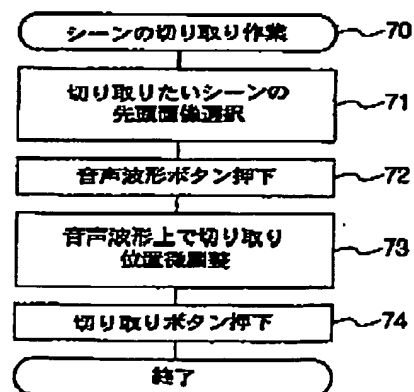 シーンの切り取り作業 70
切り取りたいシーンの 71
先頭画像選択
音声波形ボタン押下 72
音声波形上で切り取り 73
位置微調整
切り取りボタン押下 74
終了